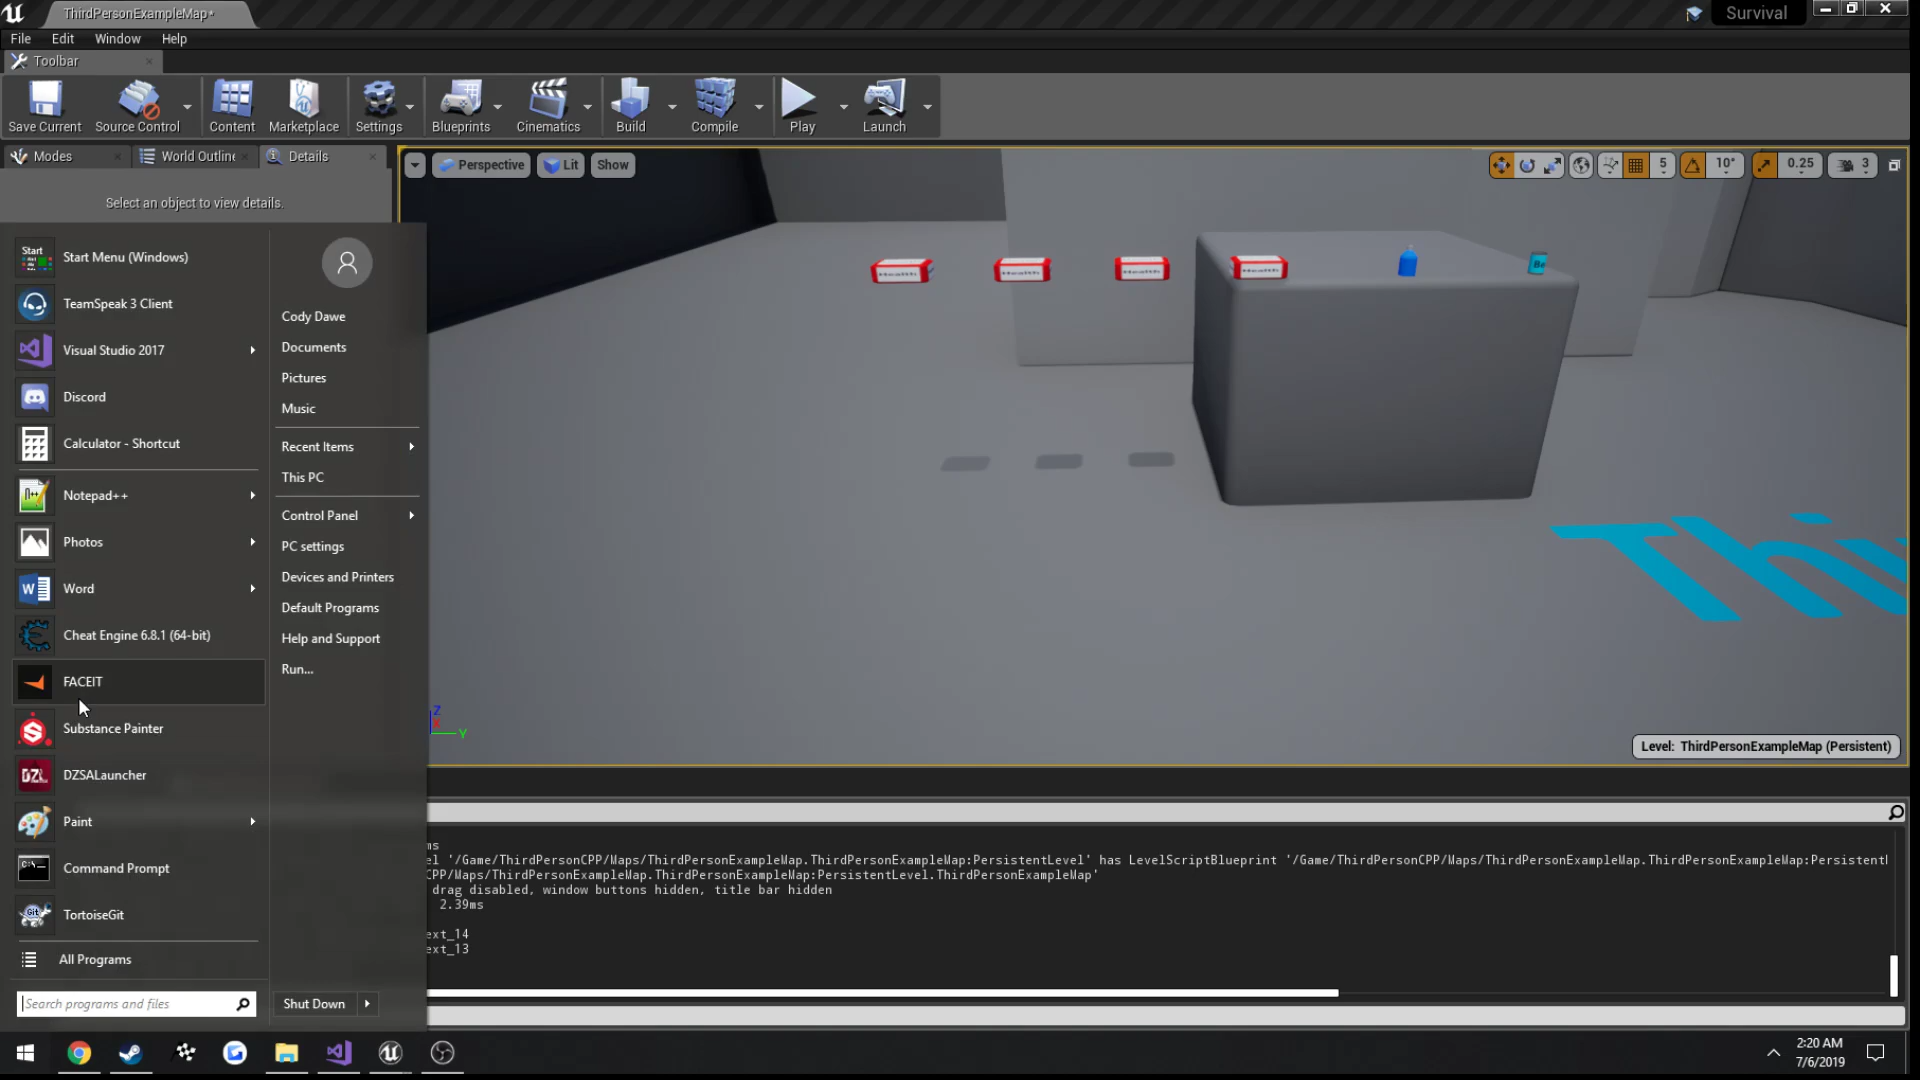 ThirdPersonExampleMap*
Survival
File Edit Window Help
Toolbar
Save Current Source Control Content Marketplace Settings Blueprints Cinematics Build Compile Play Launch
Modes World Outline Details
Select an object to view details.
Perspective Lit Show
5 10° 0.25 3
Health Health Health Health
Start
Start Menu (Windows)
TeamSpeak 3 Client
Visual Studio 2017
Discord
Calculator - Shortcut
Notepad++
Photos
Word
Cheat Engine 6.8.1 (64-bit)
FACEIT
Substance Painter
DZSALauncher
Paint
Command Prompt
TortoiseGit
All Programs
Search programs and files
Cody Dawe
Documents
Pictures
Music
Recent Items
This PC
Control Panel
PC settings
Devices and Printers
Default Programs
Help and Support
Run...
Shut Down
Z
X
Y
Thi
Level: ThirdPersonExampleMap (Persistent)
ms
el '/Game/ThirdPersonCPP/Maps/ThirdPersonExampleMap.ThirdPersonExampleMap:PersistentLevel' has LevelScriptBlueprint '/Game/ThirdPersonCPP/Maps/ThirdPersonExampleMap.ThirdPersonExampleMap:Persistentl
CPP/Maps/ThirdPersonExampleMap.ThirdPersonExampleMap:PersistentLevel.ThirdPersonExampleMap'
drag disabled, window buttons hidden, title bar hidden
2.39ms
ext_14
ext_13
2:20 AM
7/6/2019